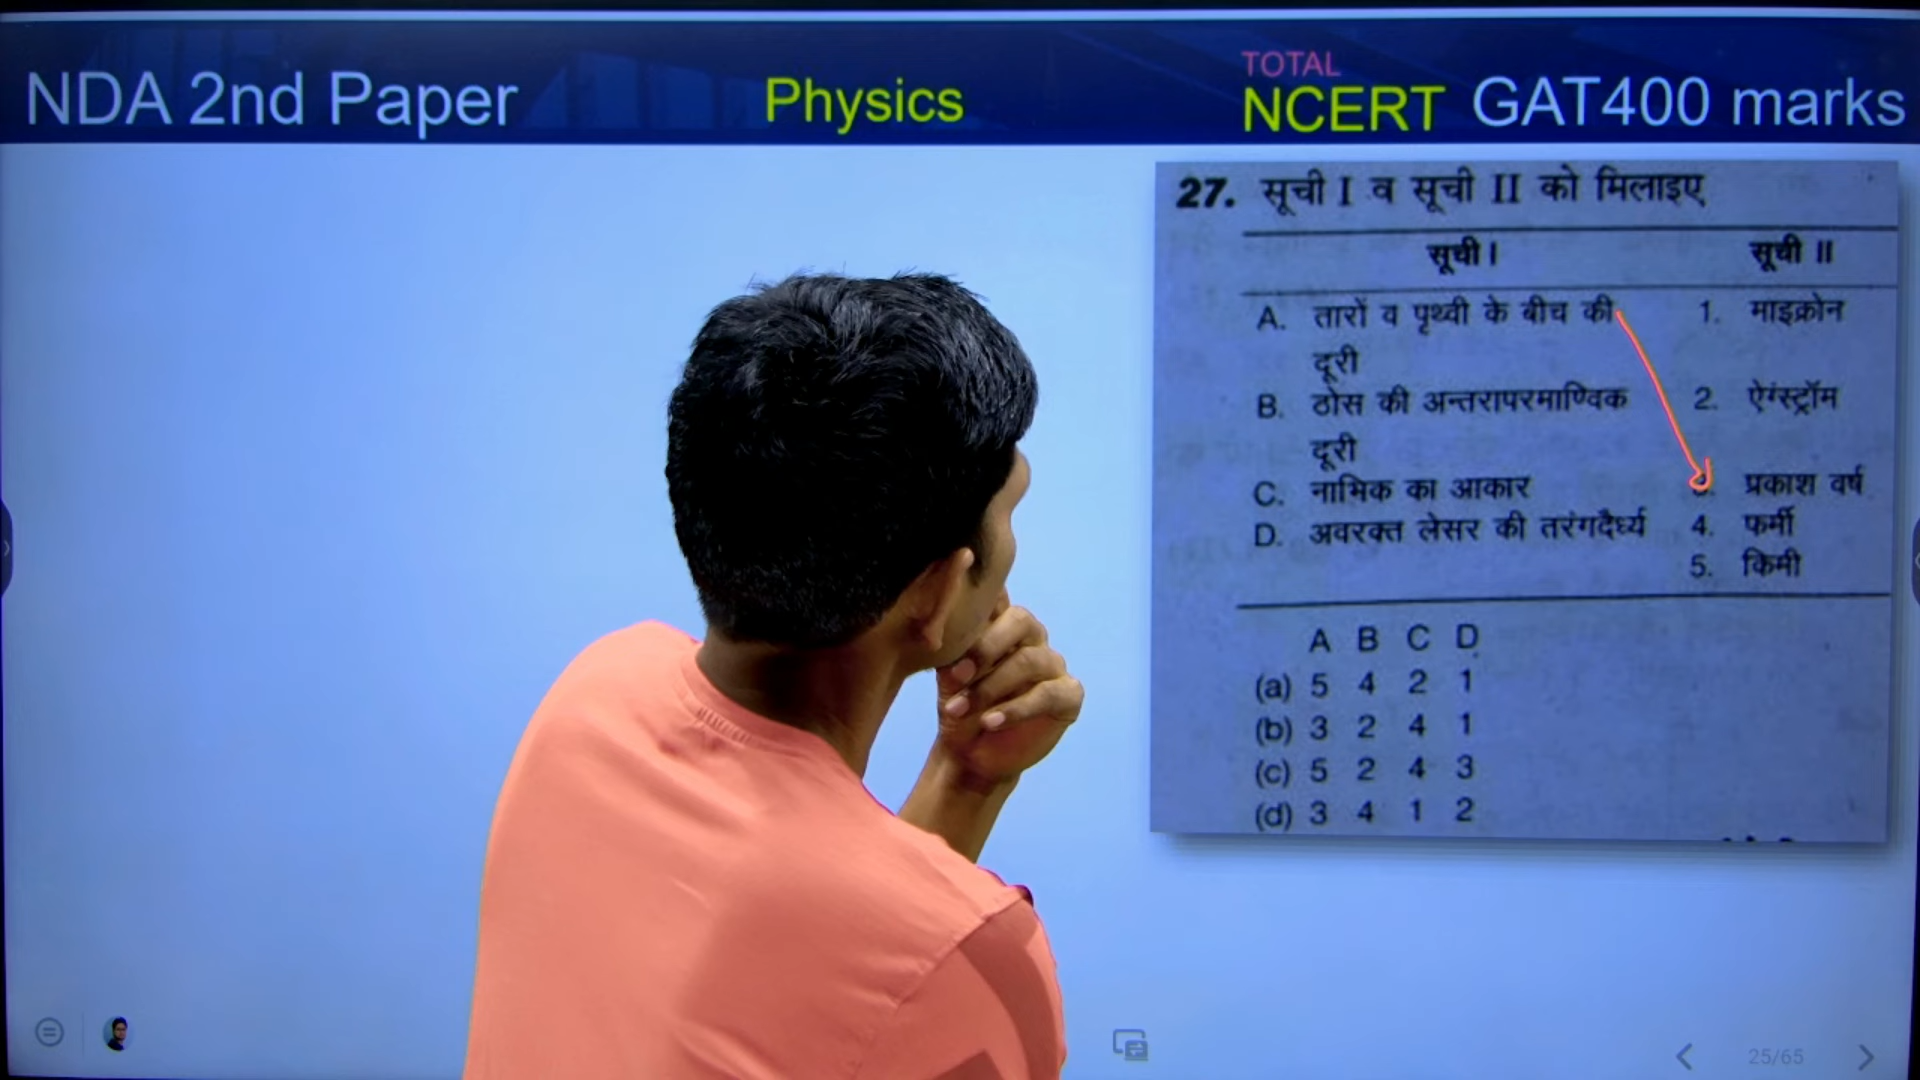 NDA 2nd Paper
Physics
TOTAL
NCERT
GAT400 marks
27. सूची I व सूची II को मिलाइए
सूची I सूची II
A. तारों व पृथ्वी के बीच की 1. माइक्रोन
दूरी
B. ठोस की अन्तरापरमाण्विक 2. ऐंग्स्ट्रॉम
दूरी
C. नाभिक का आकार 3. प्रकाश वर्ष
D. अवरक्त लेसर की तरंगदैर्ध्य 4. फर्मी
5. किमी
A B C D
(a) 5 4 2 1
(b) 3 2 4 1
(c) 5 2 4 3
(d) 3 4 1 2
25/65